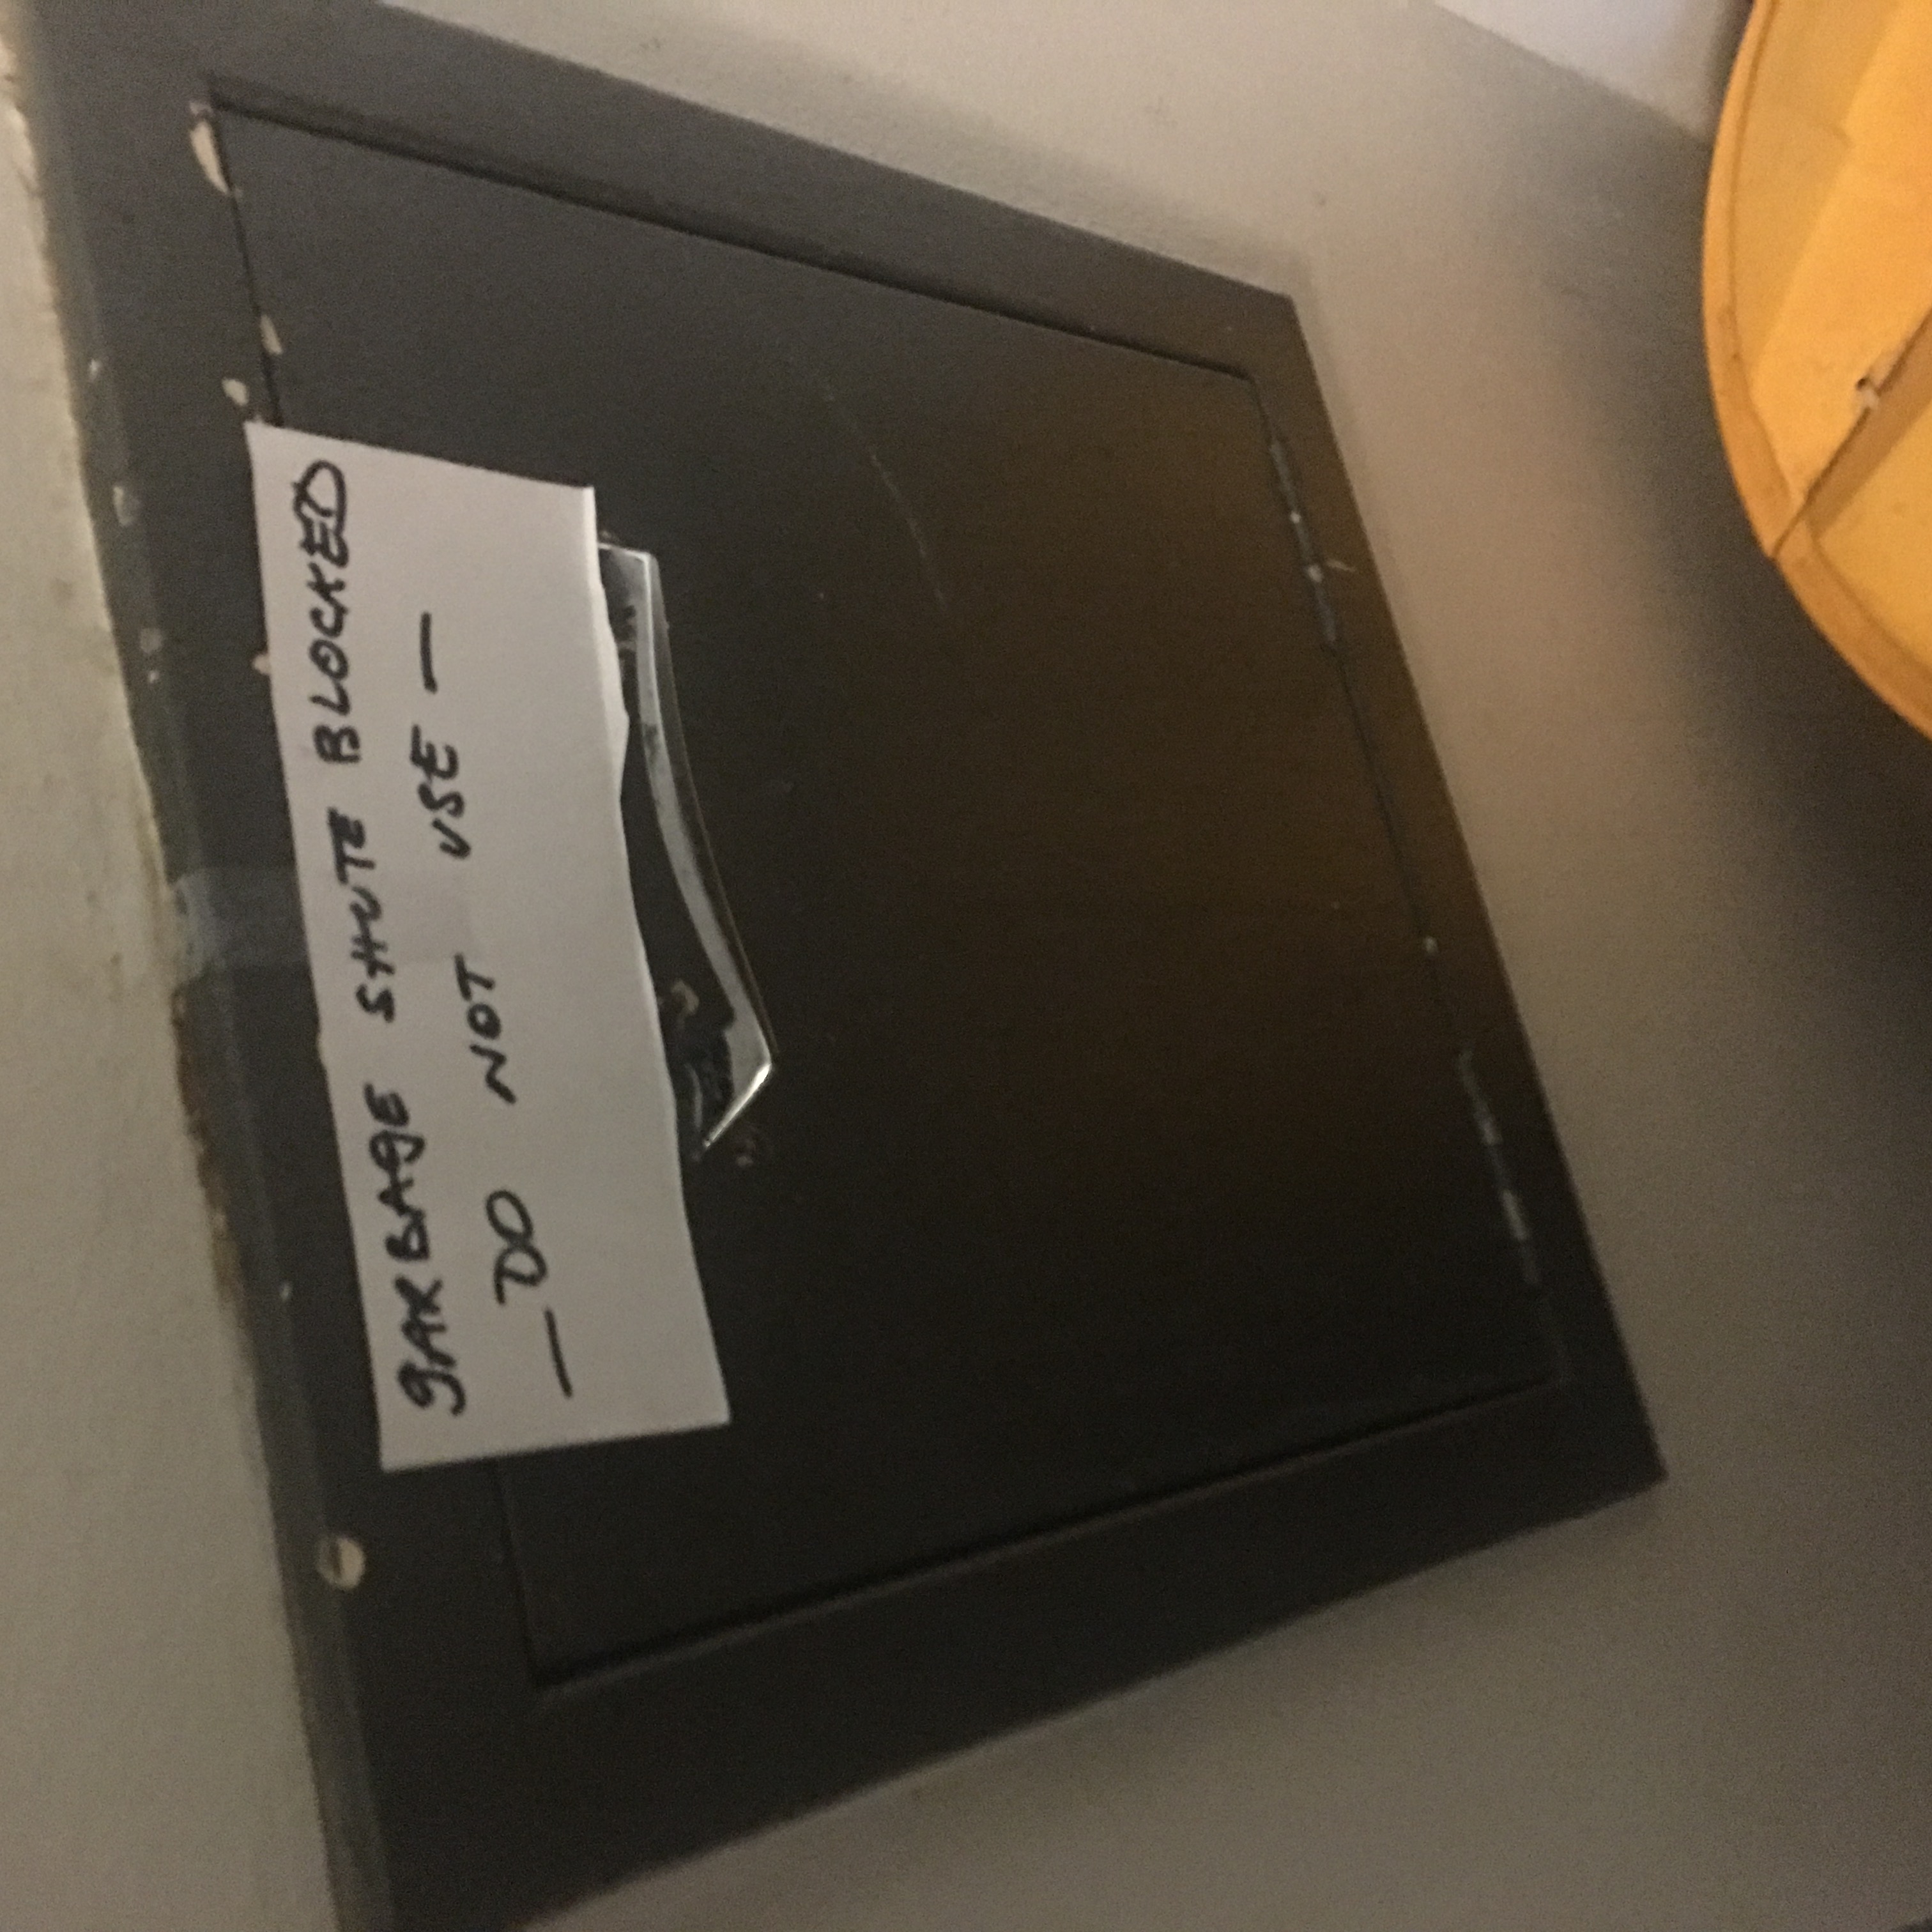 GARBAGE SHUTE BLOCKED
— DO NOT USE —